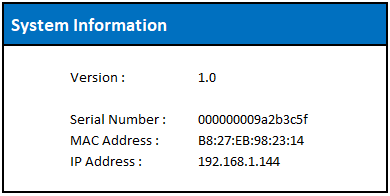 System Information
Version : 1.0
Serial Number : 000000009a2b3c5f
MAC Address : B8:27:EB:98:23:14
IP Address : 192.168.1.144